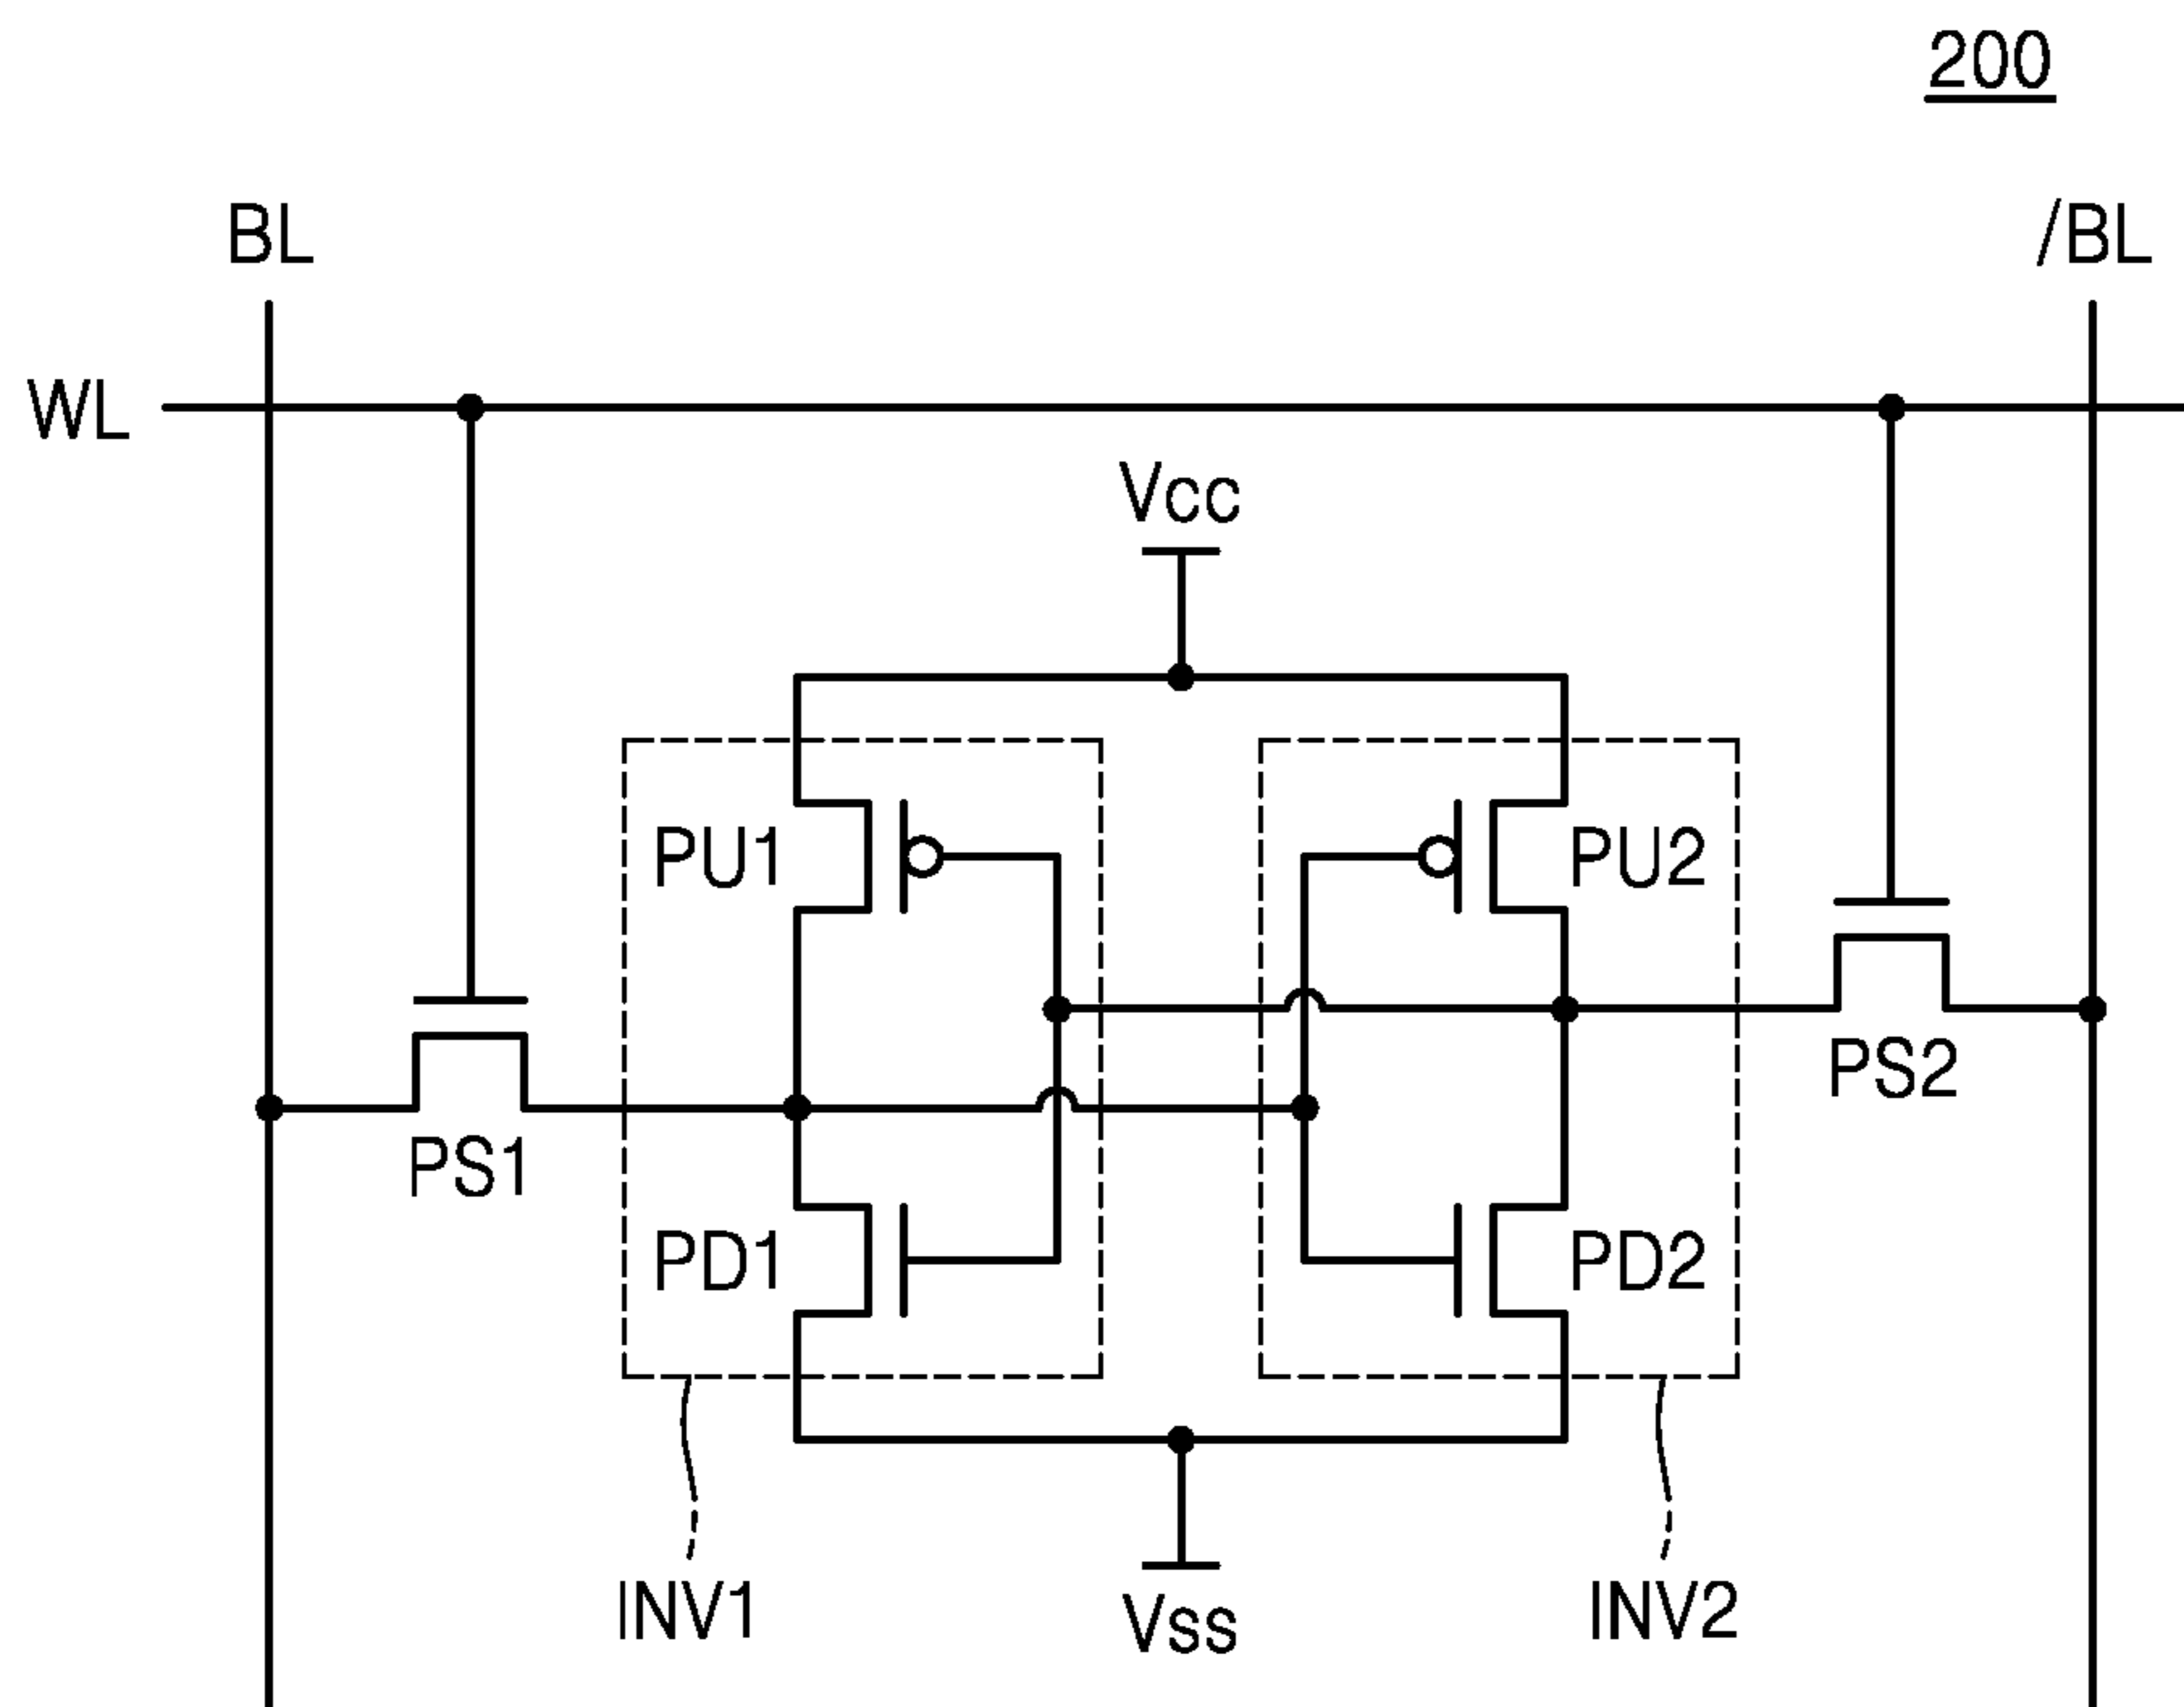 200
BL
/BL
WL
Vcc
PU1
PU2
PS2
PS1
PD1
PD2
INV1
Vss
INV2